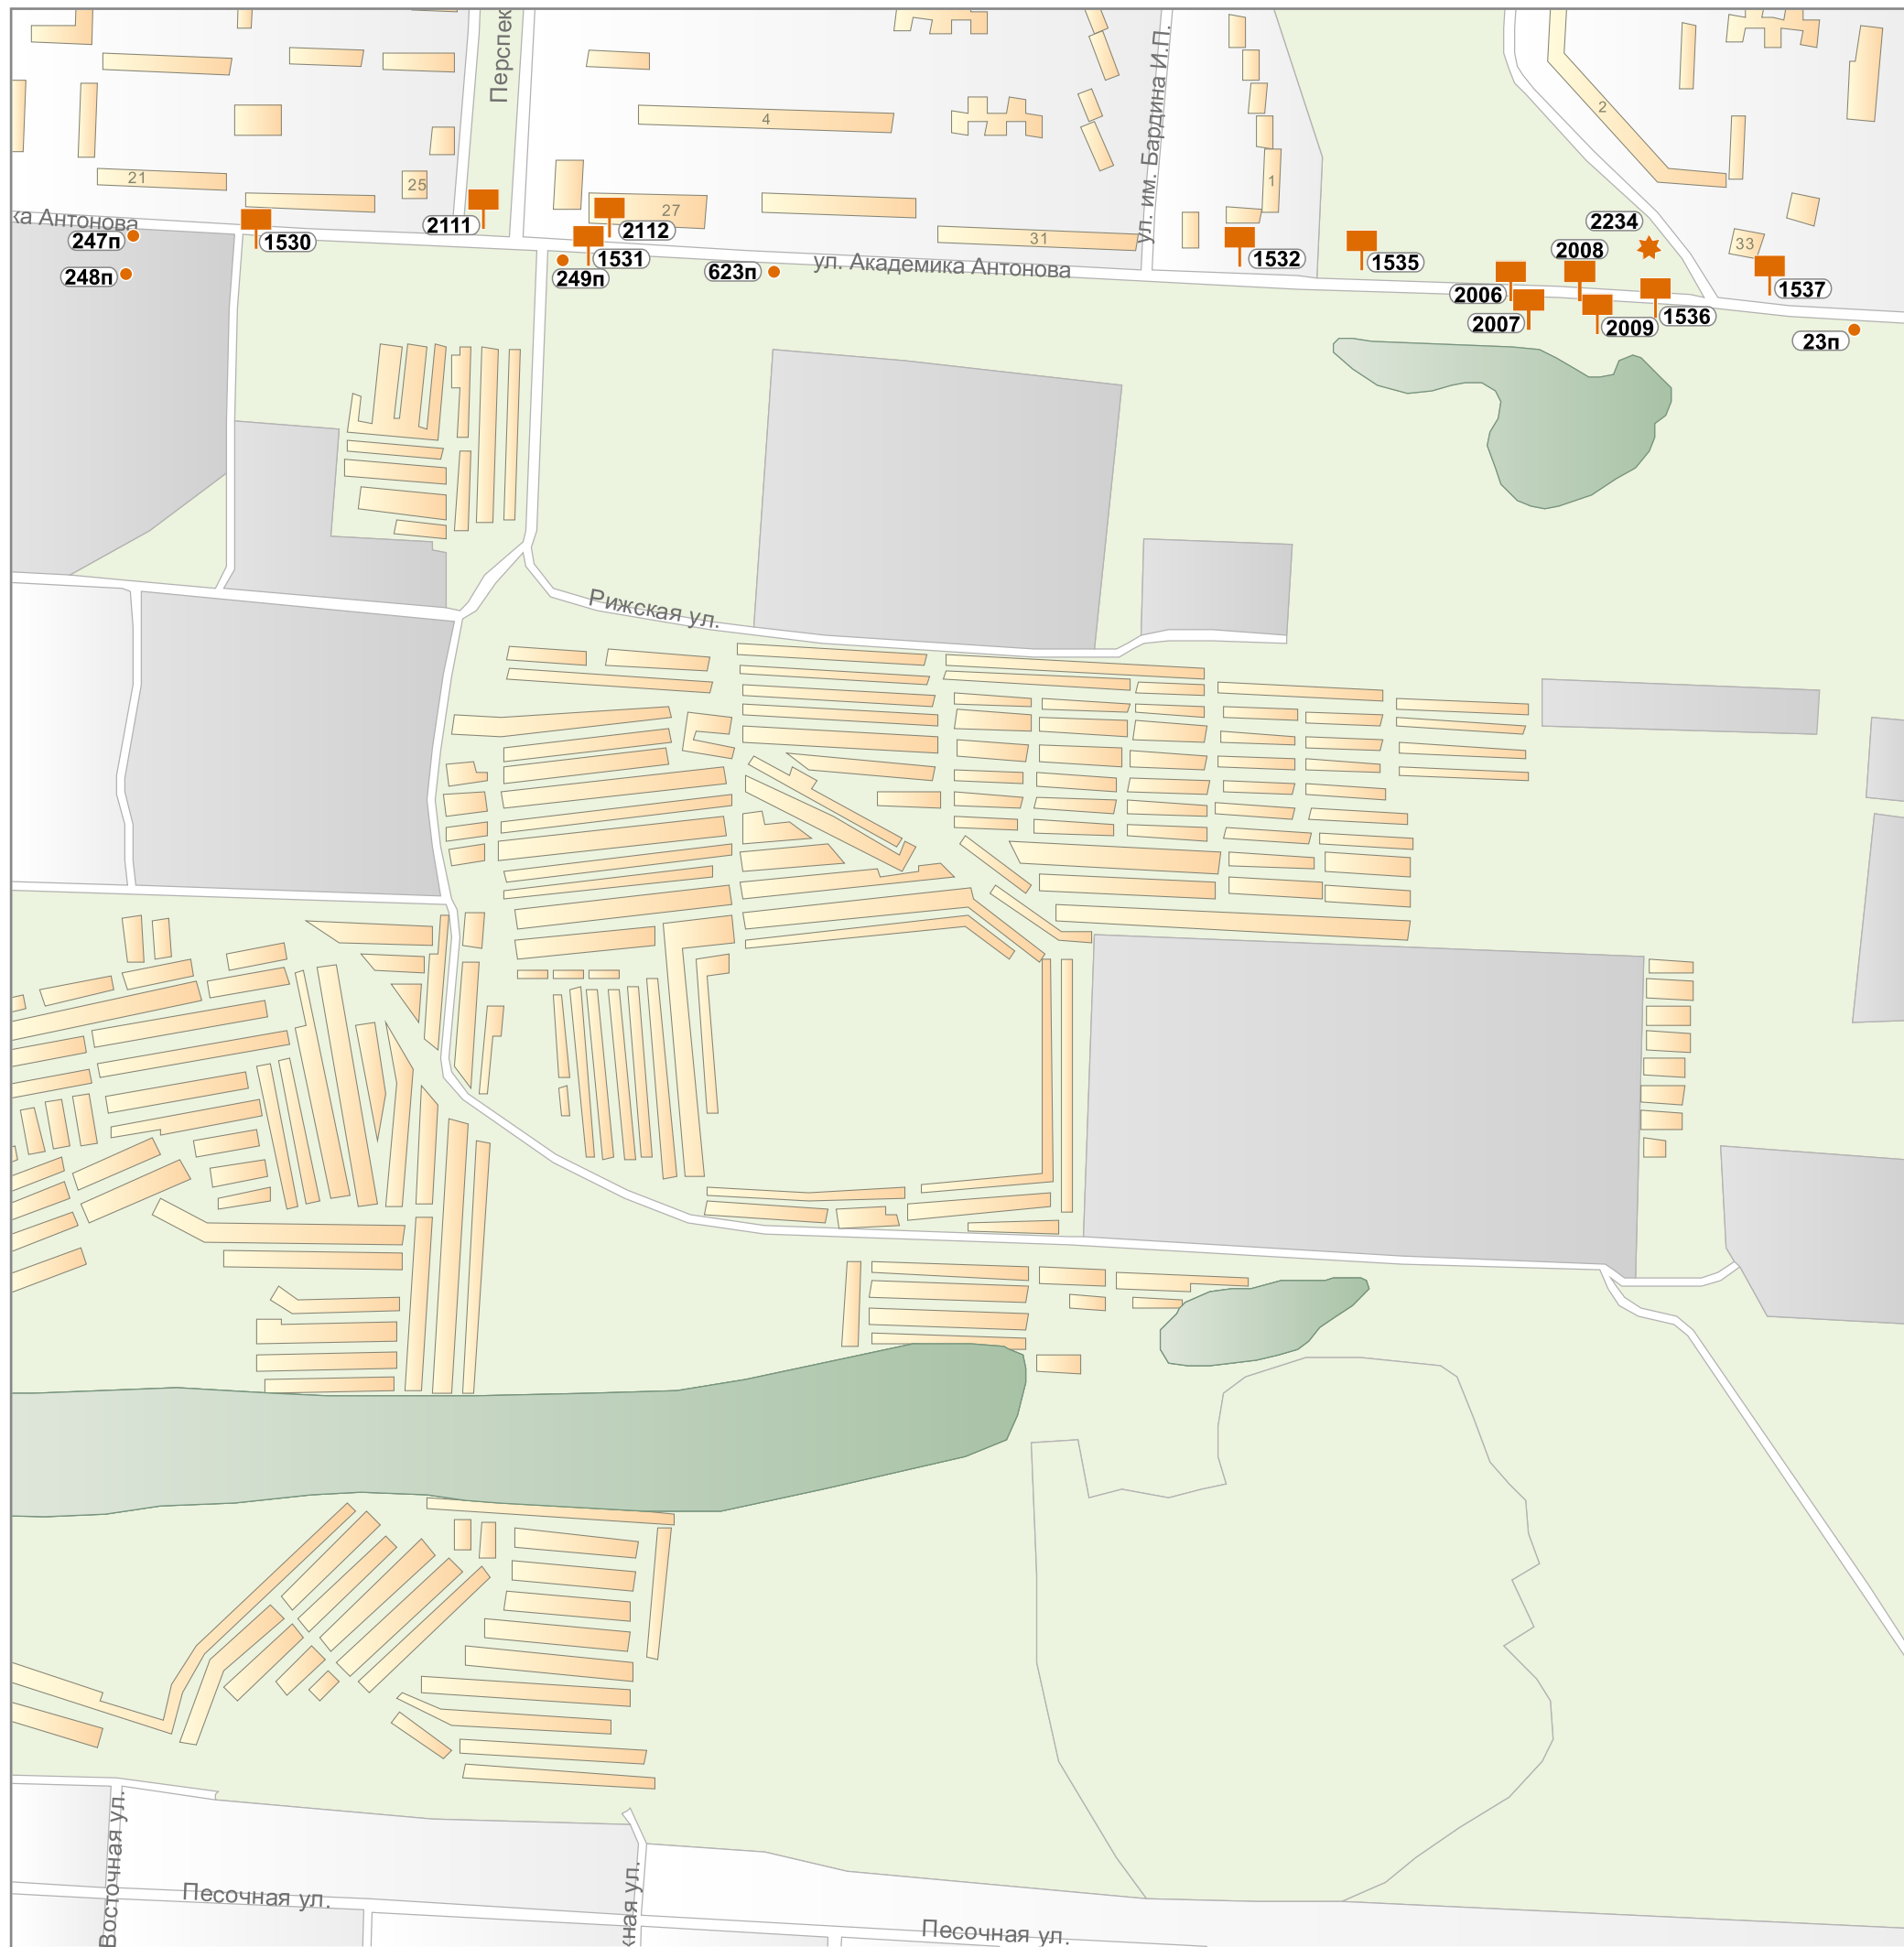 Перспек
ул. им. Бардина И.П.
4
2
21
25
27
1
31
33
ка Антонова
ул. Академика Антонова
247п
248п
1530
2111
2112
1531
249п
623п
1532
1535
2234
2008
2006
2007
2009
1536
1537
23п
Рижская ул.
Восточная ул.
Песочная ул.
жная ул.
Песочная ул.